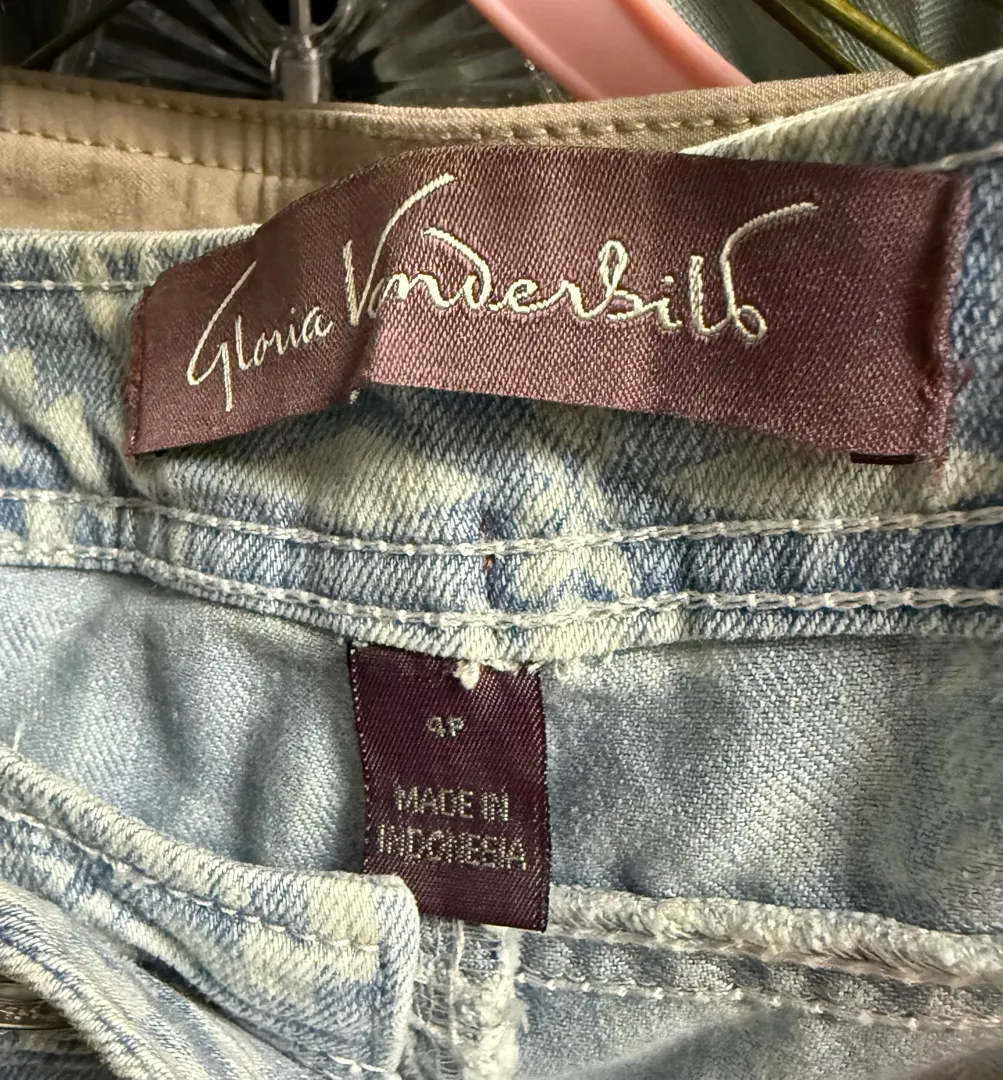 Gloria Vanderbilt
4P
MADE IN
INDONESIA